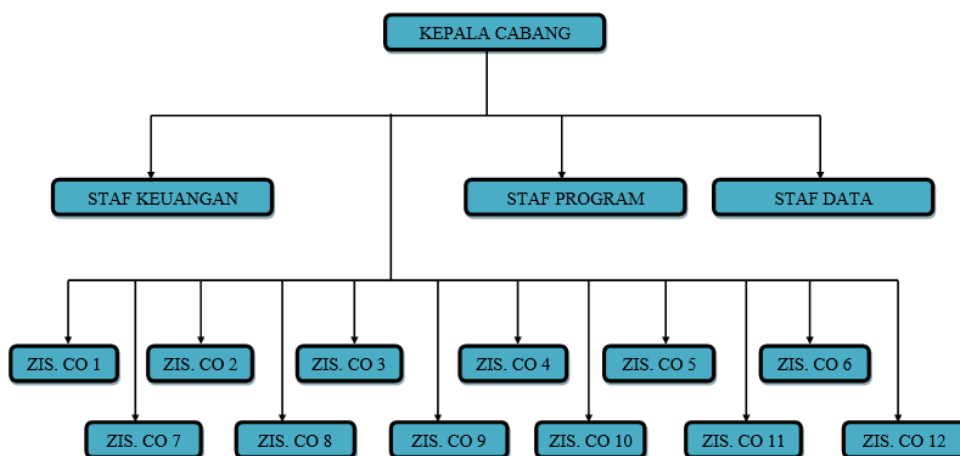 KEPALA CABANG
STAF KEUANGAN
STAF PROGRAM
STAF DATA
ZIS. CO 1
ZIS. CO 2
ZIS. CO 3
ZIS. CO 4
ZIS. CO 5
ZIS. CO 6
ZIS. CO 7
ZIS. CO 8
ZIS. CO 9
ZIS. CO 10
ZIS. CO 11
ZIS. CO 12